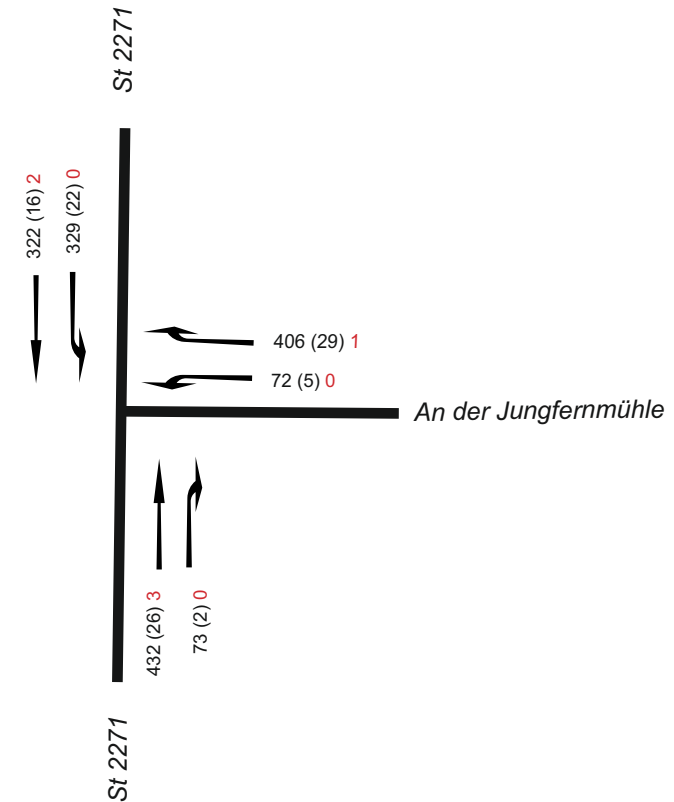 St 2271
322 (16) 2
329 (22) 0
406 (29) 1
72 (5) 0
An der Jungfernmühle
432 (26) 3
73 (2) 0
St 2271